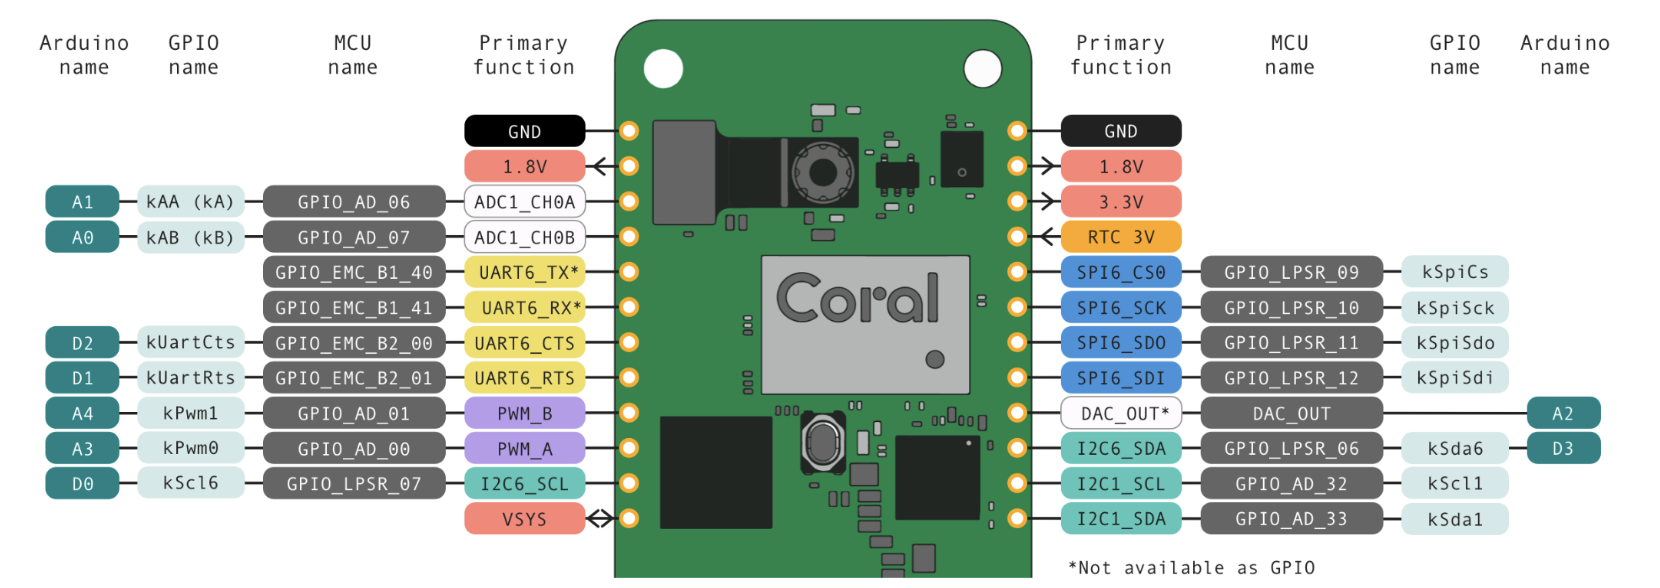 Arduino name GPIO name MCU name Primary function Primary function MCU name GPIO name Arduino name
GND GND
1.8V 1.8V
A1 kAA (kA) GPIO_AD_06 ADC1_CH0A 3.3V
A0 kAB (kB) GPIO_AD_07 ADC1_CH0B RTC 3V
GPIO_EMC_B1_40 UART6_TX* SPI6_CS0 GPIO_LPSR_09 kSpiCs
Coral
GPIO_EMC_B1_41 UART6_RX* SPI6_SCK GPIO_LPSR_10 kSpiSck
D2 kUartCts GPIO_EMC_B2_00 UART6_CTS SPI6_SDO GPIO_LPSR_11 kSpiSdo
D1 kUartRts GPIO_EMC_B2_01 UART6_RTS SPI6_SDI GPIO_LPSR_12 kSpiSdi
A4 kPwm1 GPIO_AD_01 PWM_B DAC_OUT* DAC_OUT A2
A3 kPwm0 GPIO_AD_00 PWM_A I2C6_SDA GPIO_LPSR_06 kSda6 D3
D0 kScl6 GPIO_LPSR_07 I2C6_SCL I2C1_SCL GPIO_AD_32 kScl1
VSYS I2C1_SDA GPIO_AD_33 kSda1
*Not available as GPIO